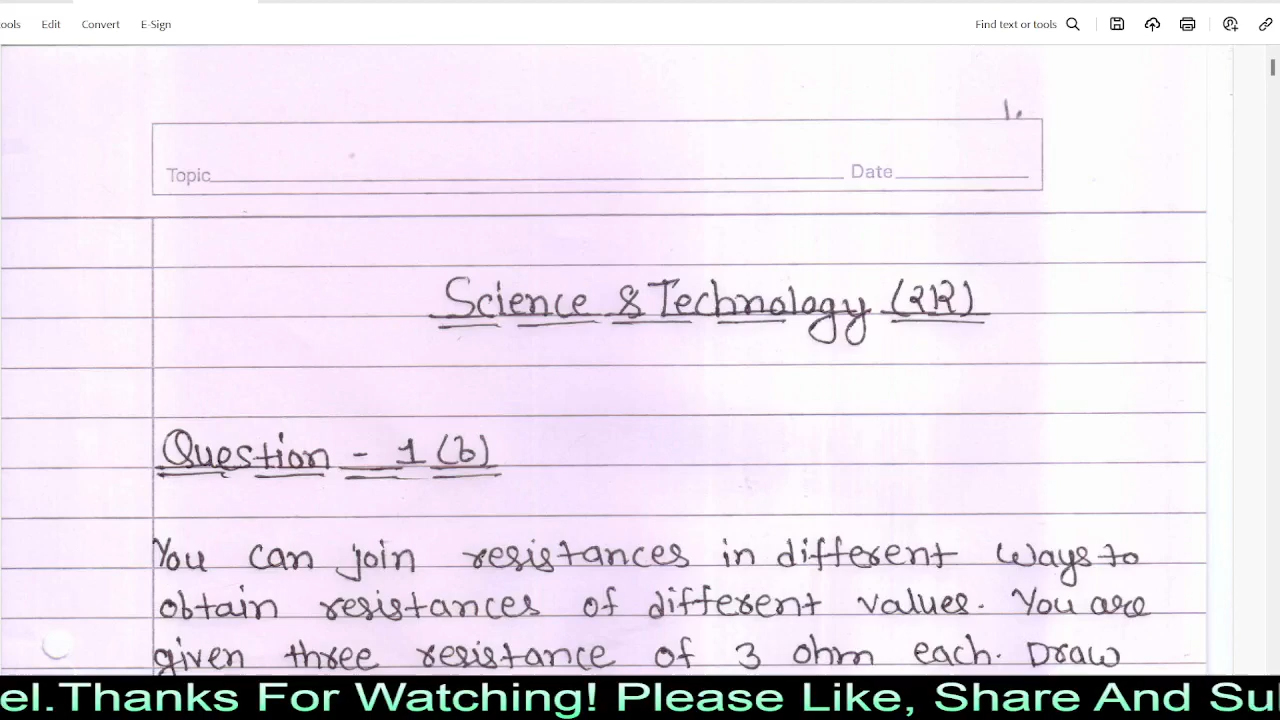 ools Edit Convert E-Sign Find text or tools
1.
Topic Date
Science & Technology (212)
Question - 1 (b)
You can join resistances in different ways to
obtain resistances of different values. You are
given three resistance of 3 ohm each. Draw
el.Thanks For Watching! Please Like, Share And Su